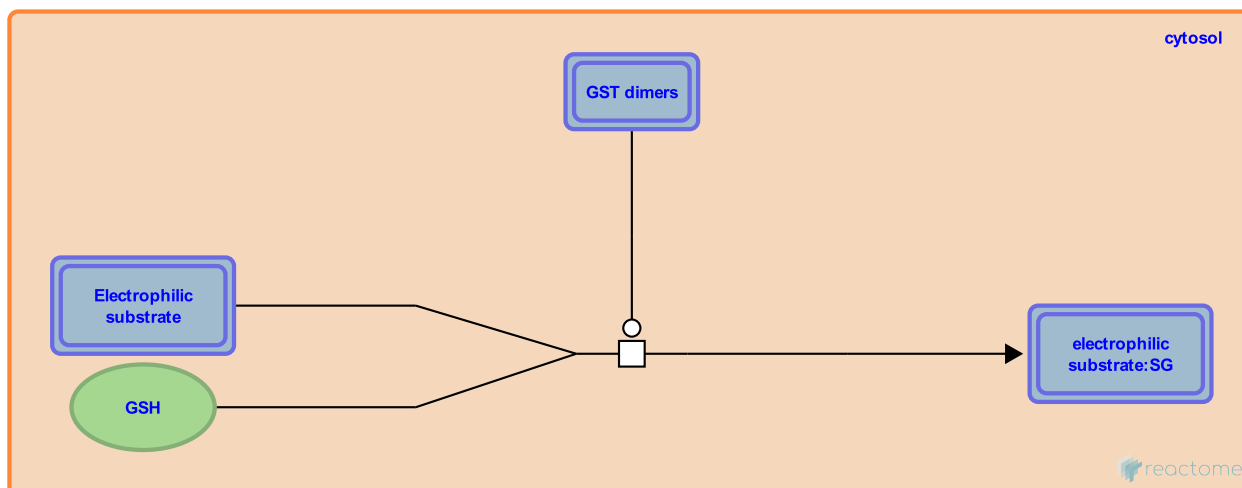 cytosol
GST dimers
Electrophilic
substrate
GSH
electrophilic
substrate:SG
reactome